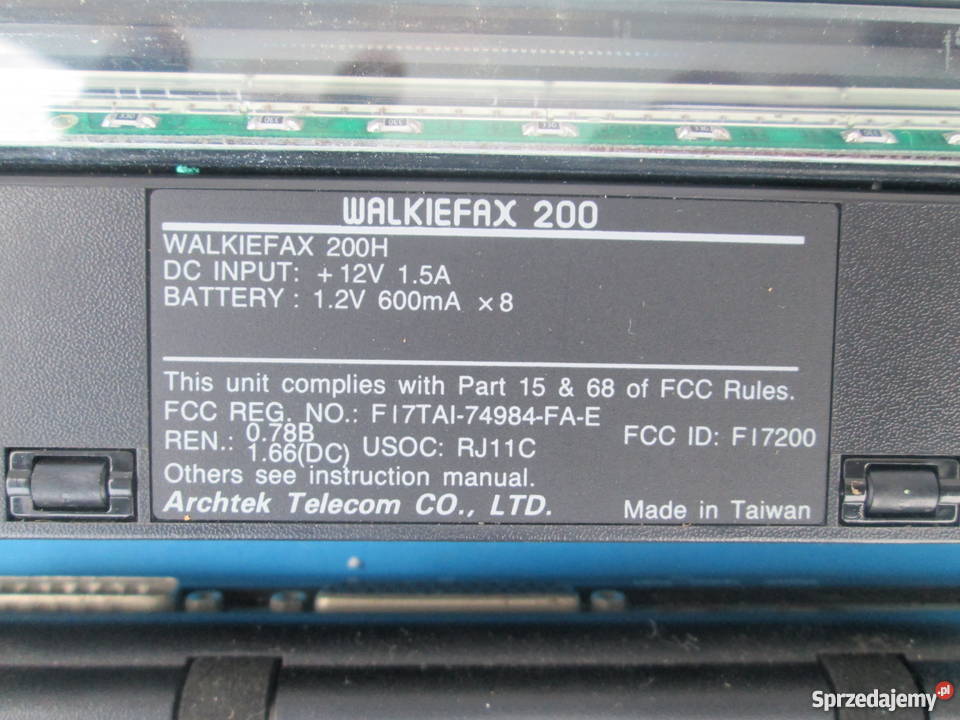 WALKIEFAX 200
WALKIEFAX 200H
DC INPUT: +12V 1.5A
BATTERY : 1.2V 600mA ×8
This unit complies with Part 15 & 68 of FCC Rules.
FCC REG. NO.: FI7TAI-74984-FA-E
REN.: 0.78B
1.66(DC) USOC: RJ11C FCC ID: FI7200
Others see instruction manual.
Archtek Telecom CO., LTD. Made in Taiwan
Sprzedajemy.pl